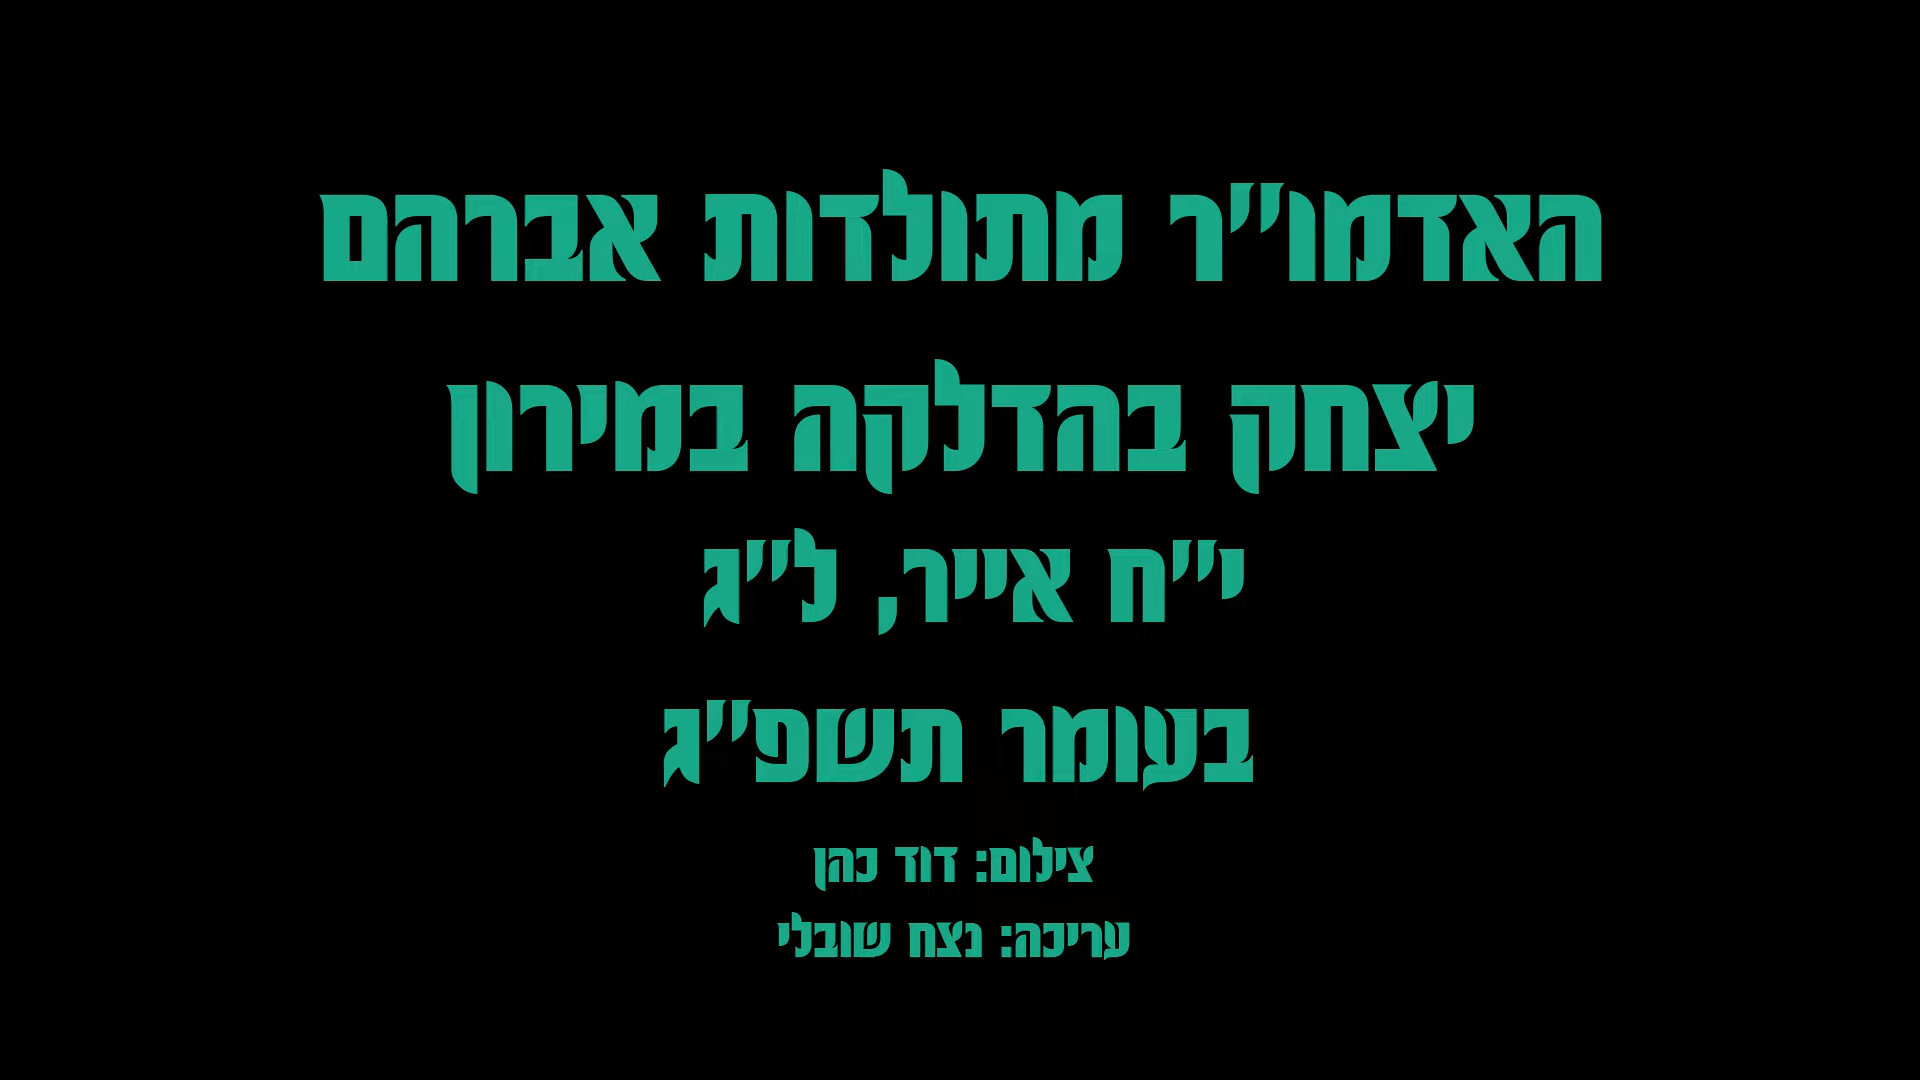 האדמו"ר מתולדות אברהם
יצחק בהדלקה במירון
י"ח אייר, ל"ג
בעומר תשפ"ג
צילום: דוד כהן
עריכה: נצח שובלי